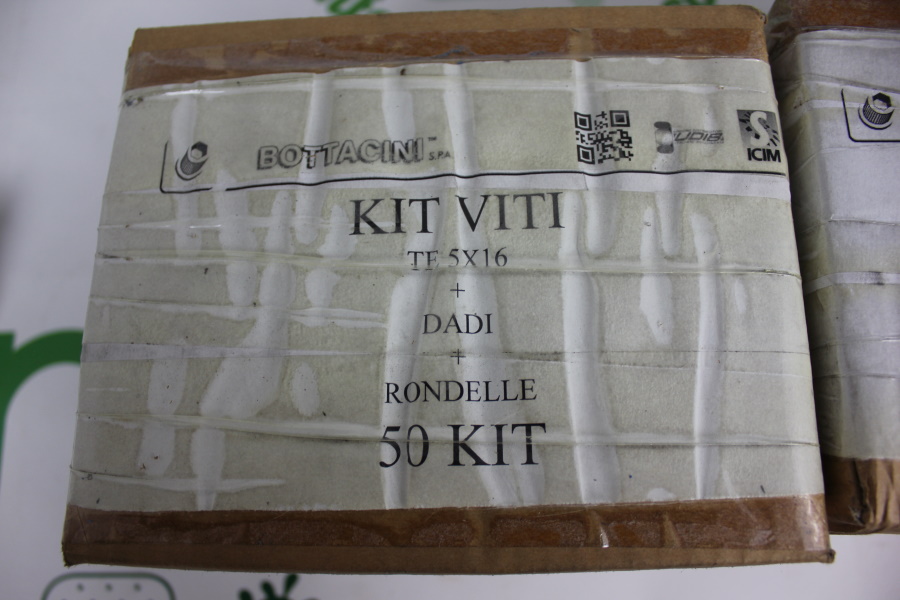 BOTTACINI S.P.A.
ICIM
KIT VITI
TE 5X16
+
DADI
+
RONDELLE
50 KIT